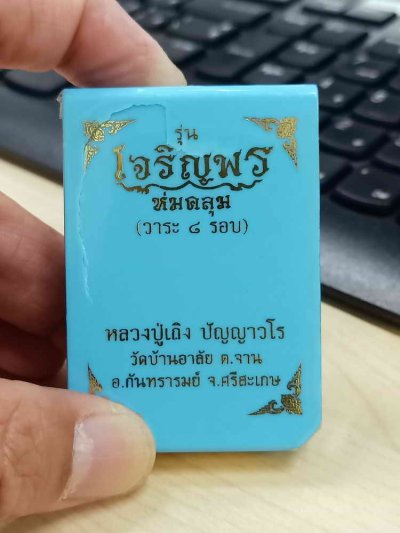 รุ่น
เจริญพร
ห่มดลุม
(วาระ ๘ รอบ)
หลวงปู่เถิง ปัญญาวโร
วัดบ้านอาลัย ต.จาน
อ.กันทรารมย์ จ.ศรีสะเกษ